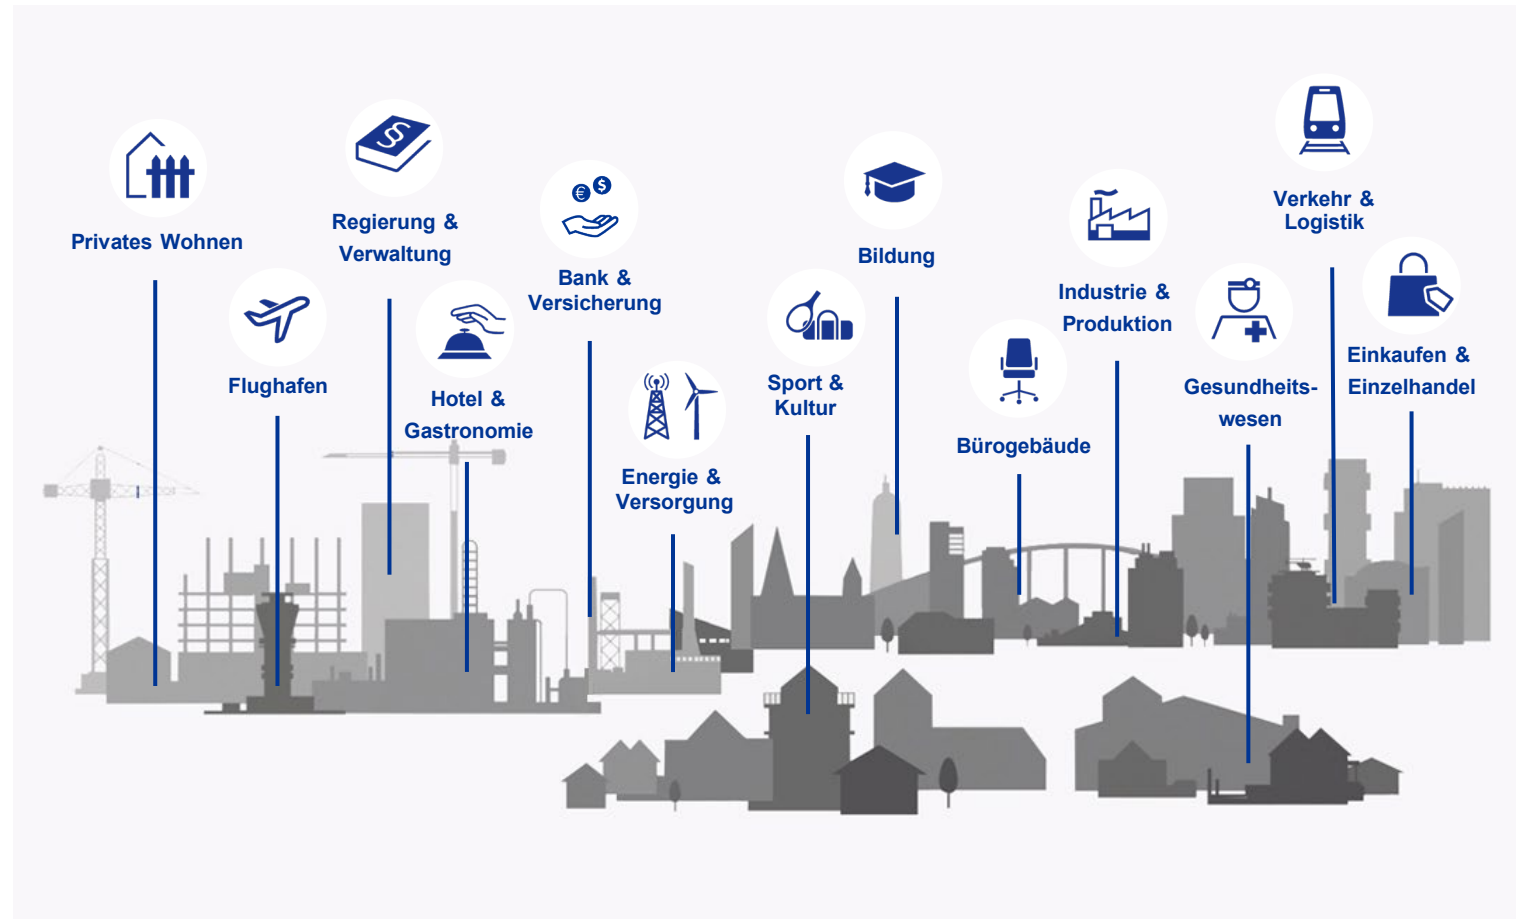 Privates Wohnen
Flughafen
Regierung &
Verwaltung
Hotel &
Gastronomie
Bank &
Versicherung
Energie &
Versorgung
Sport &
Kultur
Bildung
Bürogebäude
Industrie &
Produktion
Gesundheits-
wesen
Verkehr &
Logistik
Einkaufen &
Einzelhandel
§
€
$